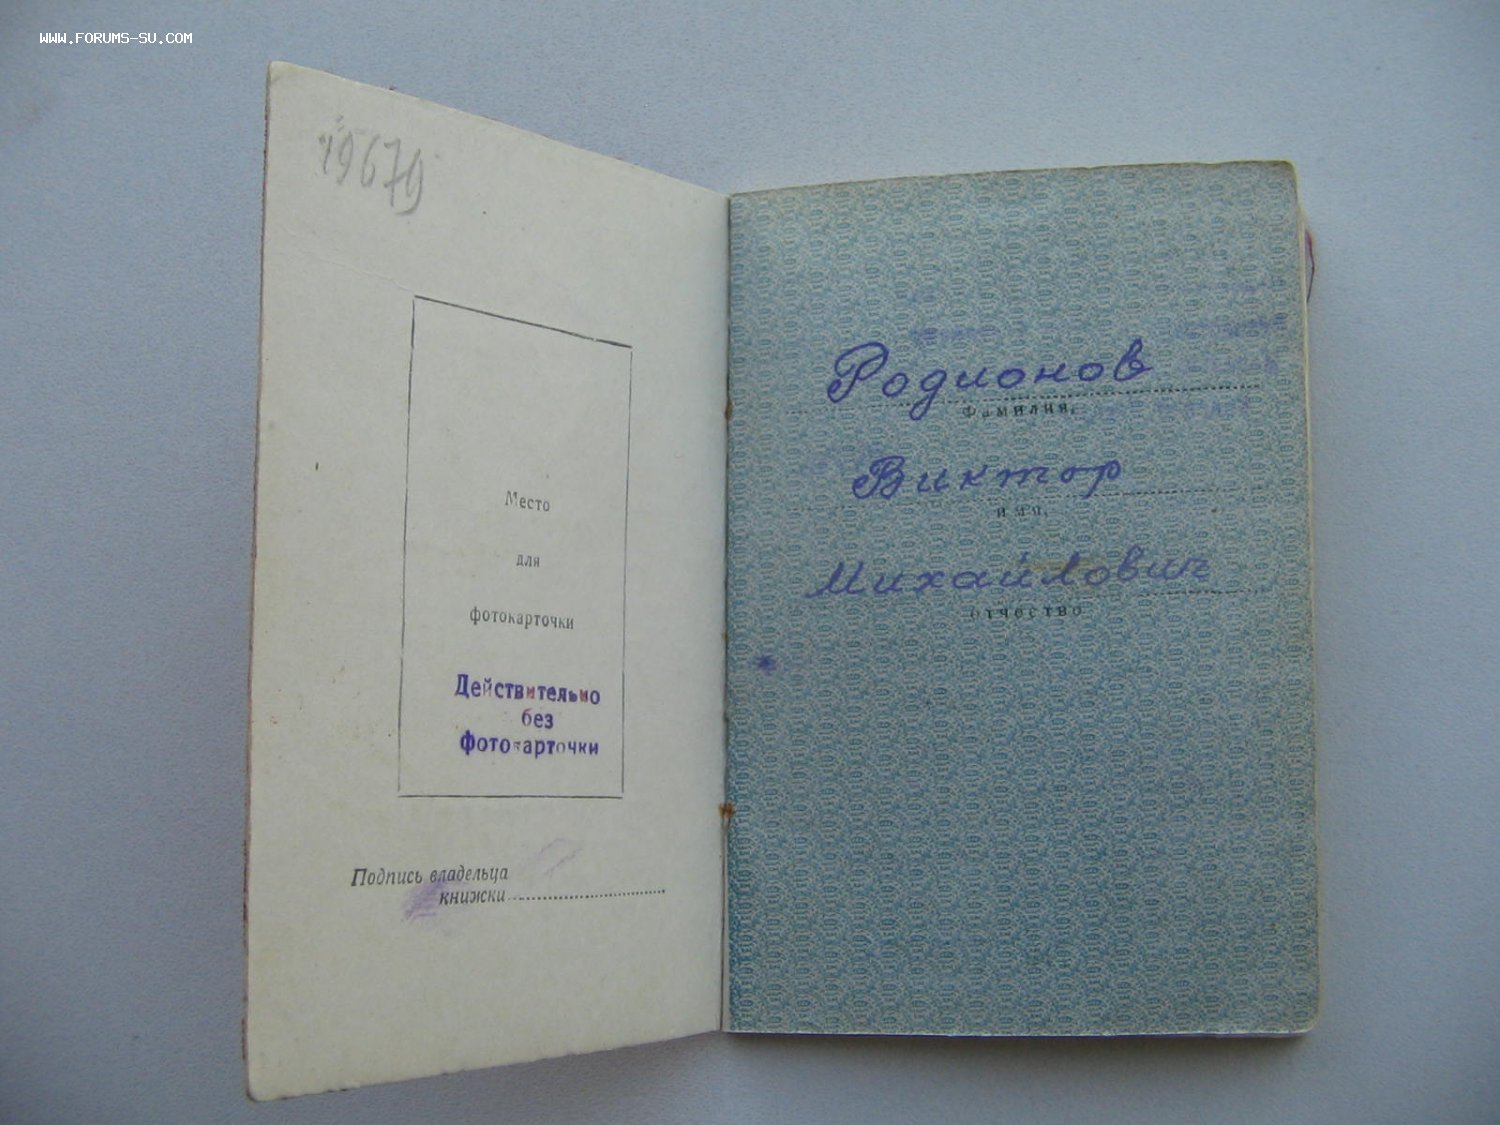 WWW.FORUMS-SU.COM
19679
Место
для
фотокарточки
Действительно
без
фотокарточки
Подпись владельца
книжки
Родионов
Фамилия,
Виктор
имя,
Михайлович
отчество